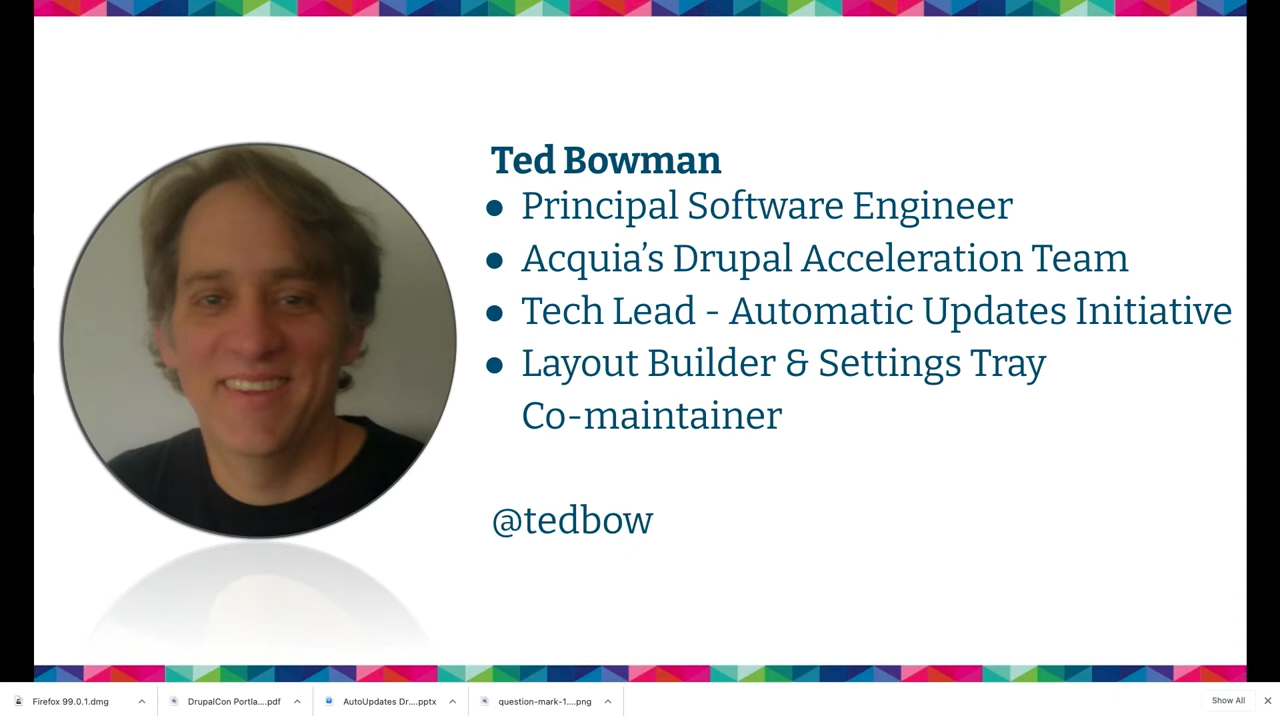 Ted Bowman
● Principal Software Engineer
● Acquia’s Drupal Acceleration Team
● Tech Lead - Automatic Updates Initiative
● Layout Builder & Settings Tray
Co-maintainer
@tedbow
Firefox 99.0.1.dmg
DrupalCon Portla....pdf
AutoUpdates Dr....pptx
question-mark-1....png
Show All